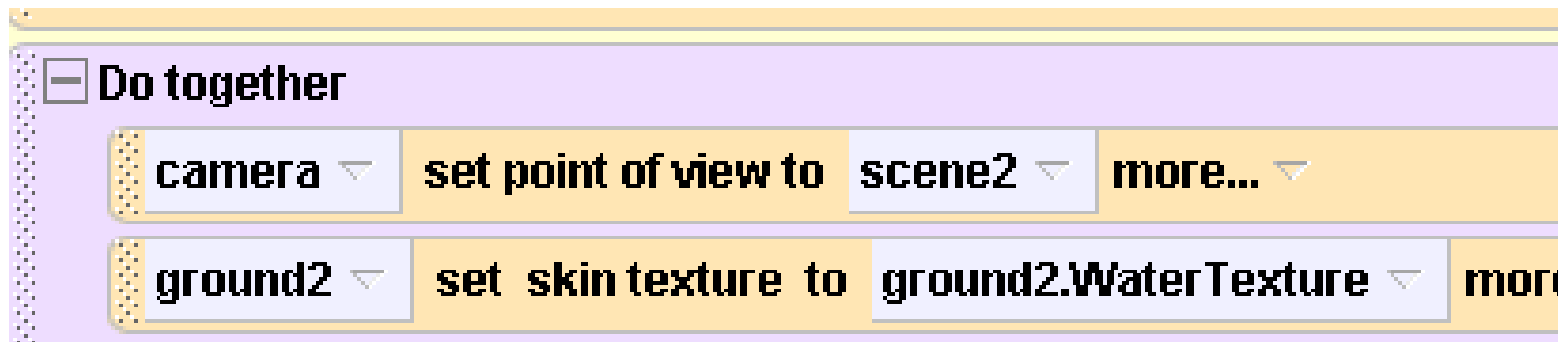 Do together
camera set point of view to scene2 more...
ground2 set skin texture to ground2.WaterTexture